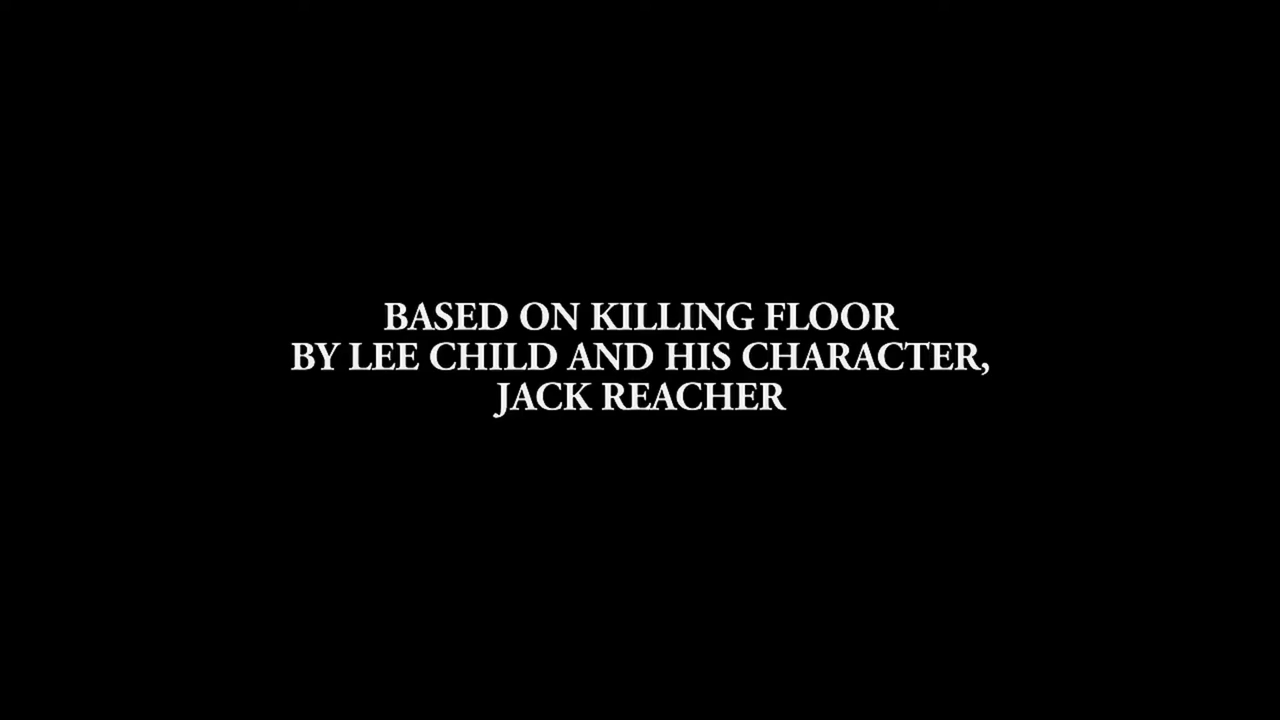 BASED ON KILLING FLOOR
BY LEE CHILD AND HIS CHARACTER,
JACK REACHER